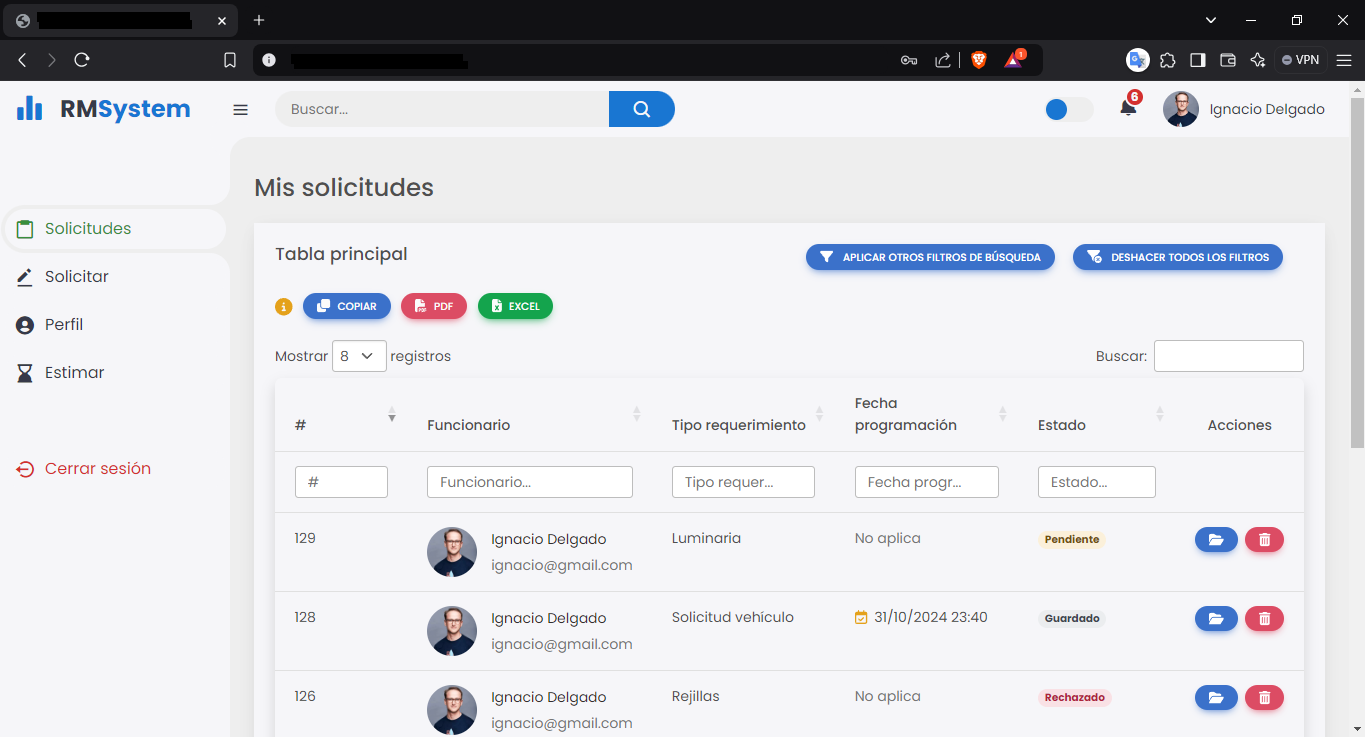 1
VPN
RMSystem
Buscar...
6
Ignacio Delgado
Mis solicitudes
Solicitudes
Solicitar
Perfil
Estimar
Cerrar sesión
Tabla principal
APLICAR OTROS FILTROS DE BÚSQUEDA
DESHACER TODOS LOS FILTROS
COPIAR
PDF
EXCEL
Mostrar 8 registros
Buscar:
# Funcionario Tipo requerimiento Fecha programación Estado Acciones
# Funcionario... Tipo requer... Fecha progr... Estado...
129 Ignacio Delgado Luminaria No aplica Pendiente
ignacio@gmail.com
128 Ignacio Delgado Solicitud vehículo 31/10/2024 23:40 Guardado
ignacio@gmail.com
126 Ignacio Delgado Rejillas No aplica Rechazado
ignacio@gmail.com